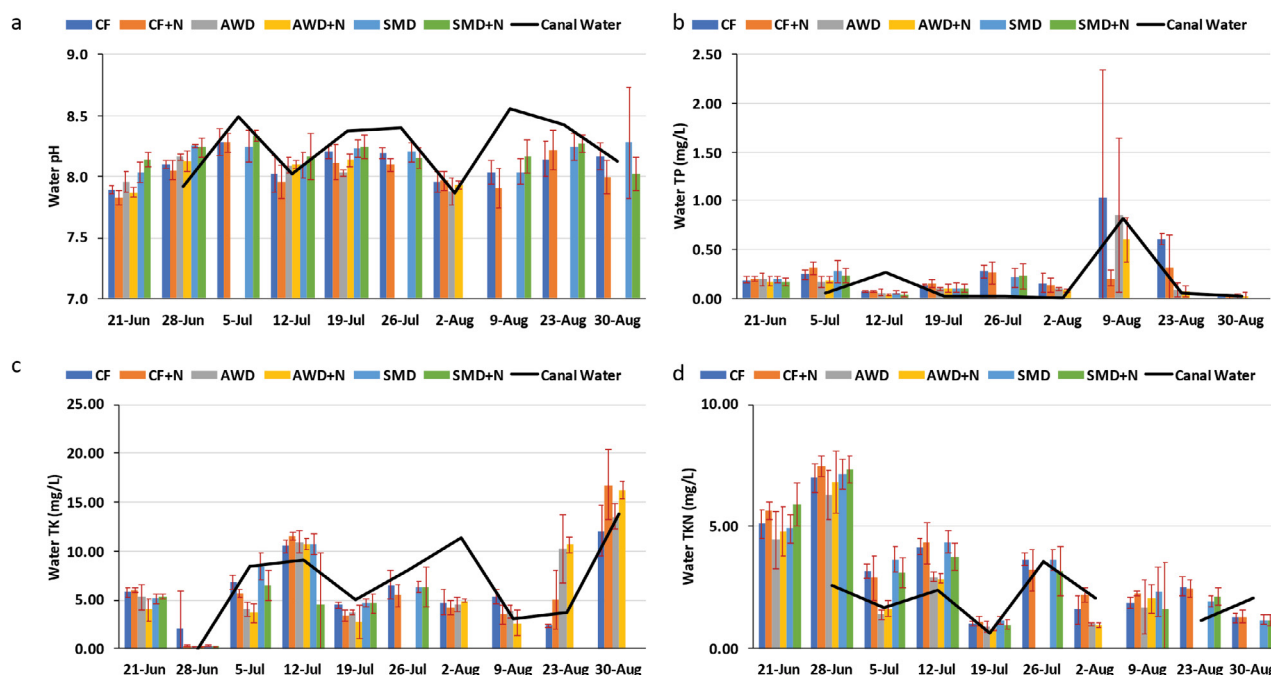 a
CF CF+N AWD AWD+N SMD SMD+N Canal Water
9.0
8.5
8.0
7.5
7.0
Water pH
21-Jun 28-Jun 5-Jul 12-Jul 19-Jul 26-Jul 2-Aug 9-Aug 23-Aug 30-Aug
b
CF CF+N AWD AWD+N SMD SMD+N Canal Water
2.50
2.00
1.50
1.00
0.50
0.00
Water TP (mg/L)
21-Jun 5-Jul 12-Jul 19-Jul 26-Jul 2-Aug 9-Aug 23-Aug 30-Aug
c
CF CF+N AWD AWD+N SMD SMD+N Canal Water
25.00
20.00
15.00
10.00
5.00
0.00
Water TK (mg/L)
21-Jun 28-Jun 5-Jul 12-Jul 19-Jul 26-Jul 2-Aug 9-Aug 23-Aug 30-Aug
d
CF CF+N AWD AWD+N SMD SMD+N Canal Water
10.00
5.00
0.00
Water TKN (mg/L)
21-Jun 28-Jun 5-Jul 12-Jul 19-Jul 26-Jul 2-Aug 9-Aug 23-Aug 30-Aug